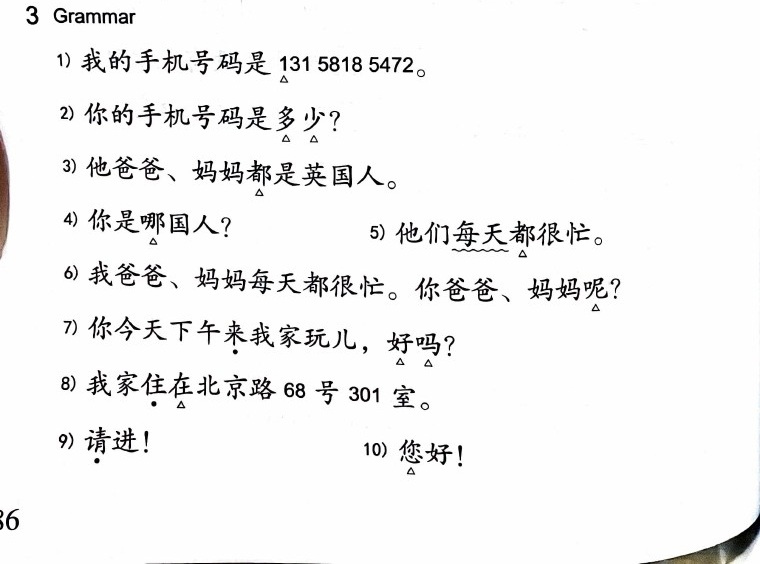 3 Grammar
1) 我的手机号码是 131 5818 5472。
2) 你的手机号码是多少？
3) 他爸爸、妈妈都是英国人。
4) 你是哪国人？ 5) 他们每天都很忙。
6) 我爸爸、妈妈每天都很忙。你爸爸、妈妈呢？
7) 你今天下午来我家玩儿，好吗？
8) 我家住在北京路 68 号 301 室。
9) 请进！ 10) 您好！
86